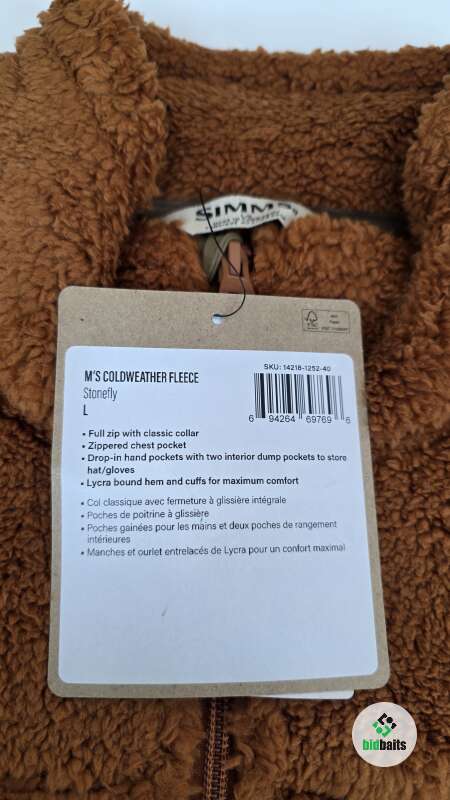 SIMMS
M'S COLDWEATHER FLEECE
Stonefly
L
SKU: 14218-1252-40
6 94264 69769 6
• Full zip with classic collar
• Zippered chest pocket
• Drop-in hand pockets with two interior dump pockets to store
hat/gloves
• Lycra bound hem and cuffs for maximum comfort
• Col classique avec fermeture à glissière intégrale
• Poches de poitrine à glissière
• Poches gainées pour les mains et deux poches de rangement
intérieures
• Manches et ourlet entrelacés de Lycra pour un confort maximal
bidbaits